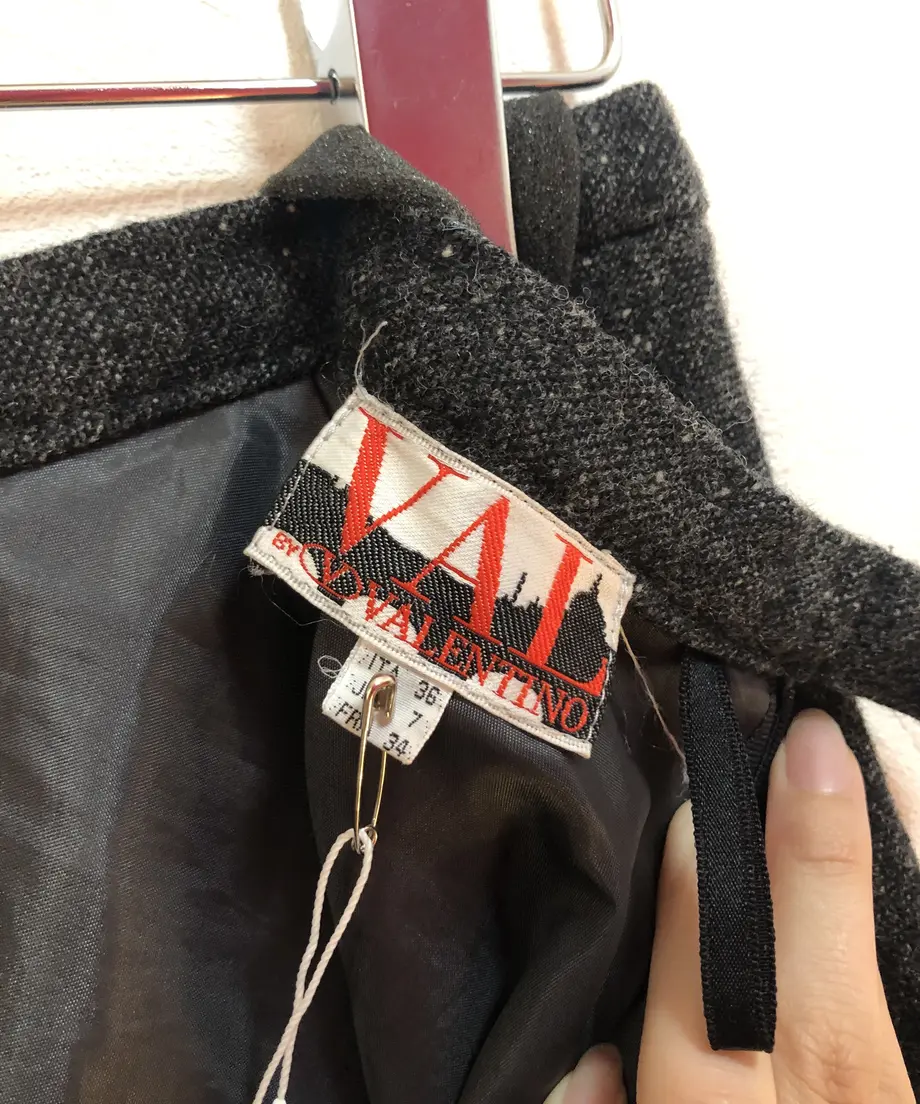 VAL
BY V VALENTINO
ITA 36
7
34